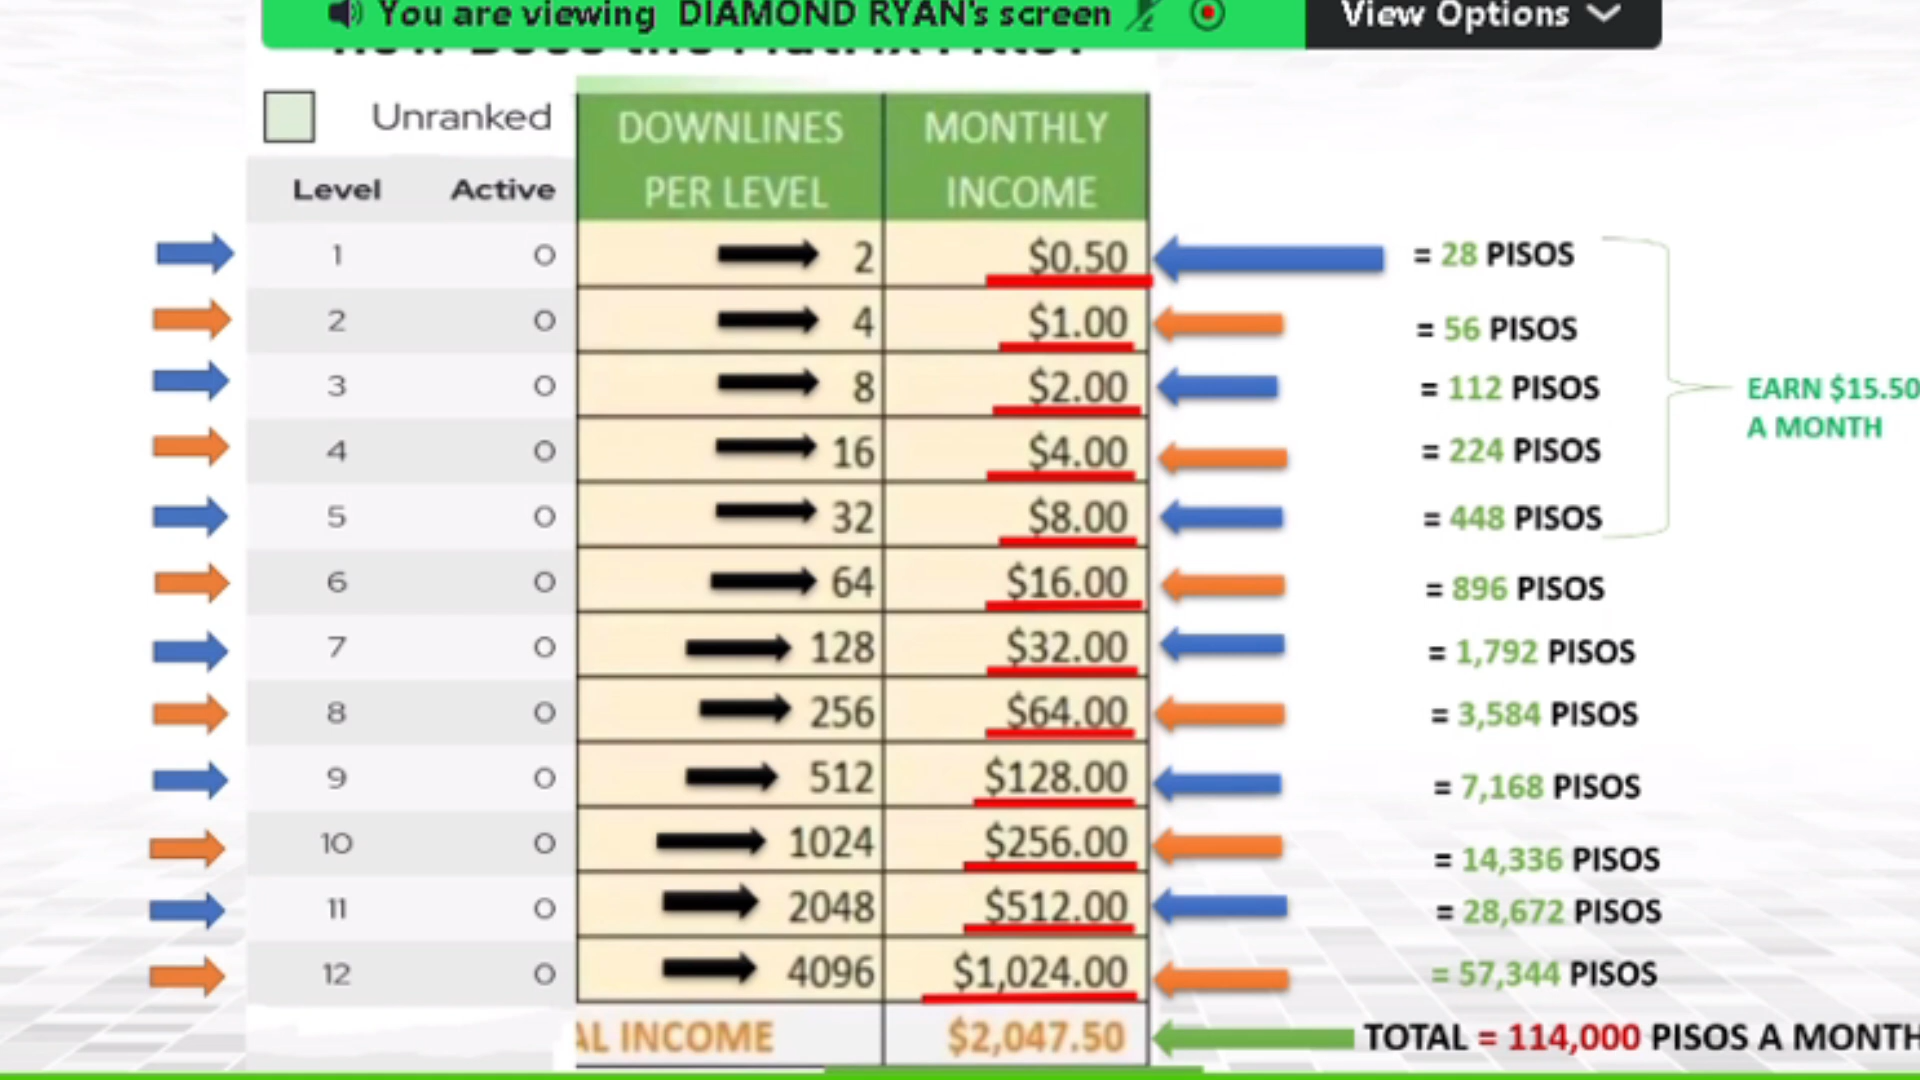 You are viewing DIAMOND RYAN's screen
View Options
Unranked
DOWNLINES PER LEVEL
MONTHLY INCOME
Level Active
1 0 2 $0.50 = 28 PISOS
2 0 4 $1.00 = 56 PISOS
3 0 8 $2.00 = 112 PISOS
EARN $15.50
A MONTH
4 0 16 $4.00 = 224 PISOS
5 0 32 $8.00 = 448 PISOS
6 0 64 $16.00 = 896 PISOS
7 0 128 $32.00 = 1,792 PISOS
8 0 256 $64.00 = 3,584 PISOS
9 0 512 $128.00 = 7,168 PISOS
10 0 1024 $256.00 = 14,336 PISOS
11 0 2048 $512.00 = 28,672 PISOS
12 0 4096 $1,024.00 = 57,344 PISOS
AL INCOME $2,047.50 TOTAL = 114,000 PISOS A MONTH